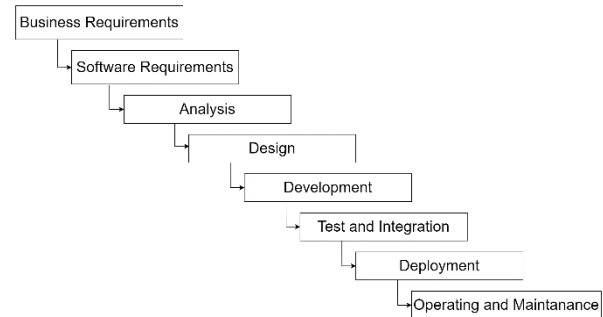 Business Requirements
Software Requirements
Analysis
Design
Development
Test and Integration
Deployment
Operating and Maintanance